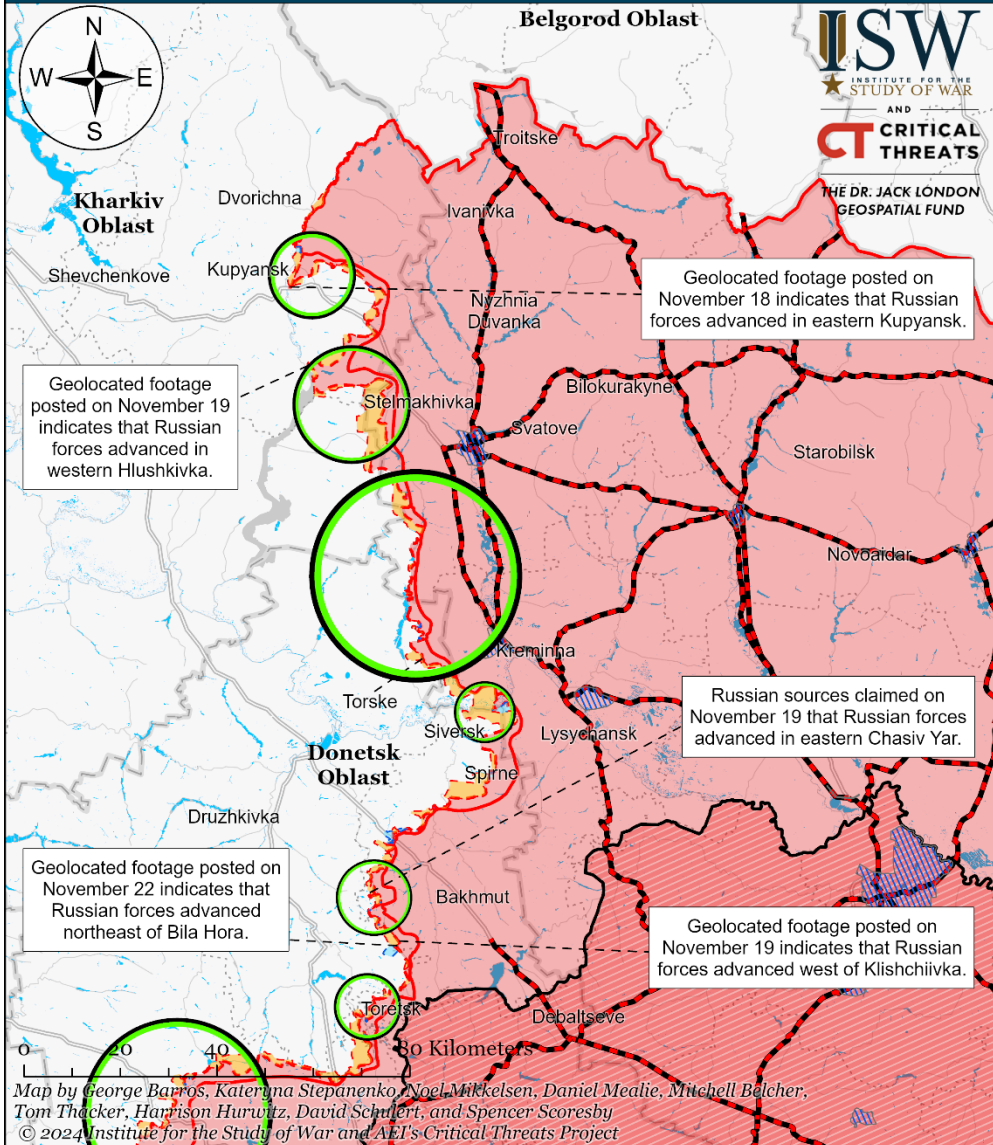 Belgorod Oblast
N
W
E
S
ISW
INSTITUTE FOR THE
STUDY OF WAR
AND
CT CRITICAL
THREATS
THE DR. JACK LONDON
GEOSPATIAL FUND
Troitske
Kharkiv
Oblast
Dvorichna
Ivanivka
Shevchenkove
Kupyansk
Nyzhnia
Duvanka
Geolocated footage posted on
November 18 indicates that Russian
forces advanced in eastern Kupyansk.
Geolocated footage
posted on November 19
indicates that Russian
forces advanced in
western Hlushkivka.
Stelmakhivka
Bilokurakyne
Svatove
Starobilsk
Novoaidar
Kreminna
Torske
Siversk
Lysychansk
Russian sources claimed on
November 19 that Russian forces
advanced in eastern Chasiv Yar.
Donetsk
Oblast
Spirne
Druzhkivka
Geolocated footage posted on
November 22 indicates that
Russian forces advanced
northeast of Bila Hora.
Bakhmut
Geolocated footage posted on
November 19 indicates that Russian
forces advanced west of Klishchiivka.
Toretsk
Debaltseve
0 20 40 80 Kilometers
Map by George Barros, Kateryna Stepanenko, Noel Mikkelsen, Daniel Mealie, Mitchell Belcher,
Tom Thacker, Harrison Hurwitz, David Schulert, and Spencer Scoresby
© 2024 Institute for the Study of War and AEI's Critical Threats Project